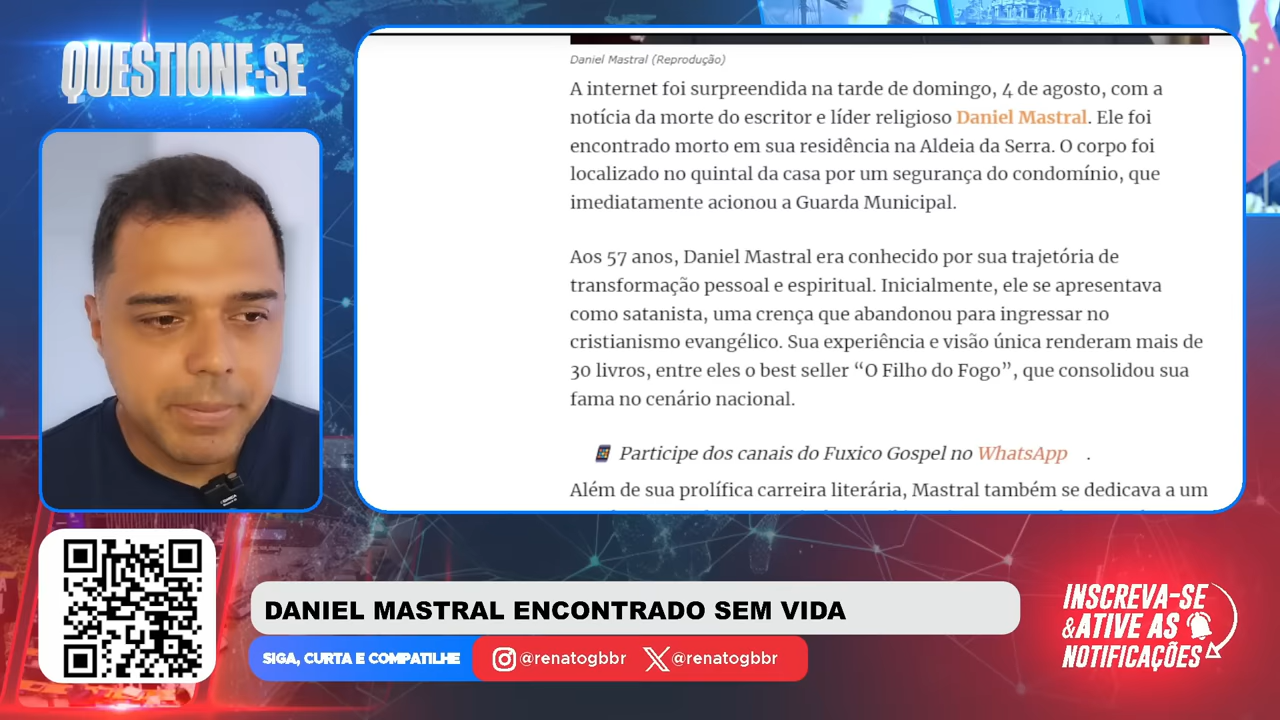 QUESTIONE-SE
Daniel Mastral (Reprodução)
A internet foi surpreendida na tarde de domingo, 4 de agosto, com a
notícia da morte do escritor e líder religioso Daniel Mastral. Ele foi
encontrado morto em sua residência na Aldeia da Serra. O corpo foi
localizado no quintal da casa por um segurança do condomínio, que
imediatamente acionou a Guarda Municipal.
Aos 57 anos, Daniel Mastral era conhecido por sua trajetória de
transformação pessoal e espiritual. Inicialmente, ele se apresentava
como satanista, uma crença que abandonou para ingressar no
cristianismo evangélico. Sua experiência e visão única renderam mais de
30 livros, entre eles o best seller “O Filho do Fogo”, que consolidou sua
fama no cenário nacional.
Participe dos canais do Fuxico Gospel no WhatsApp .
Além de sua prolífica carreira literária, Mastral também se dedicava a um
DANIEL MASTRAL ENCONTRADO SEM VIDA
SIGA, CURTA E COMPATILHE
@renatogbbr
@renatogbbr
INSCREVA-SE
&ATIVE AS
NOTIFICAÇÕES